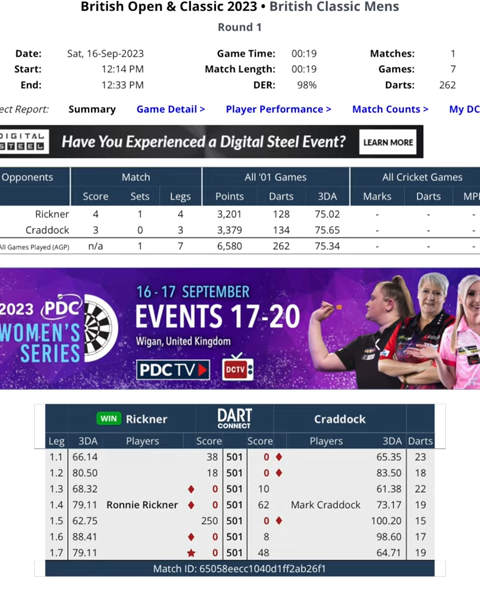 British Open & Classic 2023 • British Classic Mens
Round 1
Date: Sat, 16-Sep-2023 Game Time: 00:19 Matches: 1
Start: 12:14 PM Match Length: 00:19 Games: 7
End: 12:33 PM DER: 98% Darts: 262
ect Report: Summary Game Detail > Player Performance > Match Counts > My DC
DIGITAL STEEL Have You Experienced a Digital Steel Event? LEARN MORE
Opponents Match All '01 Games All Cricket Games
Score Sets Legs Points Darts 3DA Marks Darts MP
Rickner 4 1 4 3,201 128 75.02 - - -
Craddock 3 0 3 3,379 134 75.65 - - -
All Games Played (AGP) n/a 1 7 6,580 262 75.34 - - -
2023 PDC WOMEN'S SERIES
16 - 17 SEPTEMBER
EVENTS 17-20
Wigan, United Kingdom
PDCTV DCTV
WIN Rickner DART CONNECT Craddock
Leg 3DA Players Score Score Players 3DA Darts
1.1 66.14 38 501 0 65.35 23
1.2 80.50 18 501 0 83.50 18
1.3 68.32 0 501 10 61.38 22
1.4 79.11 Ronnie Rickner 0 501 62 Mark Craddock 73.17 19
1.5 62.75 250 501 0 100.20 15
1.6 88.41 0 501 8 98.60 17
1.7 79.11 0 501 48 64.71 19
Match ID: 65058eecc1040d1ff2ab26f1